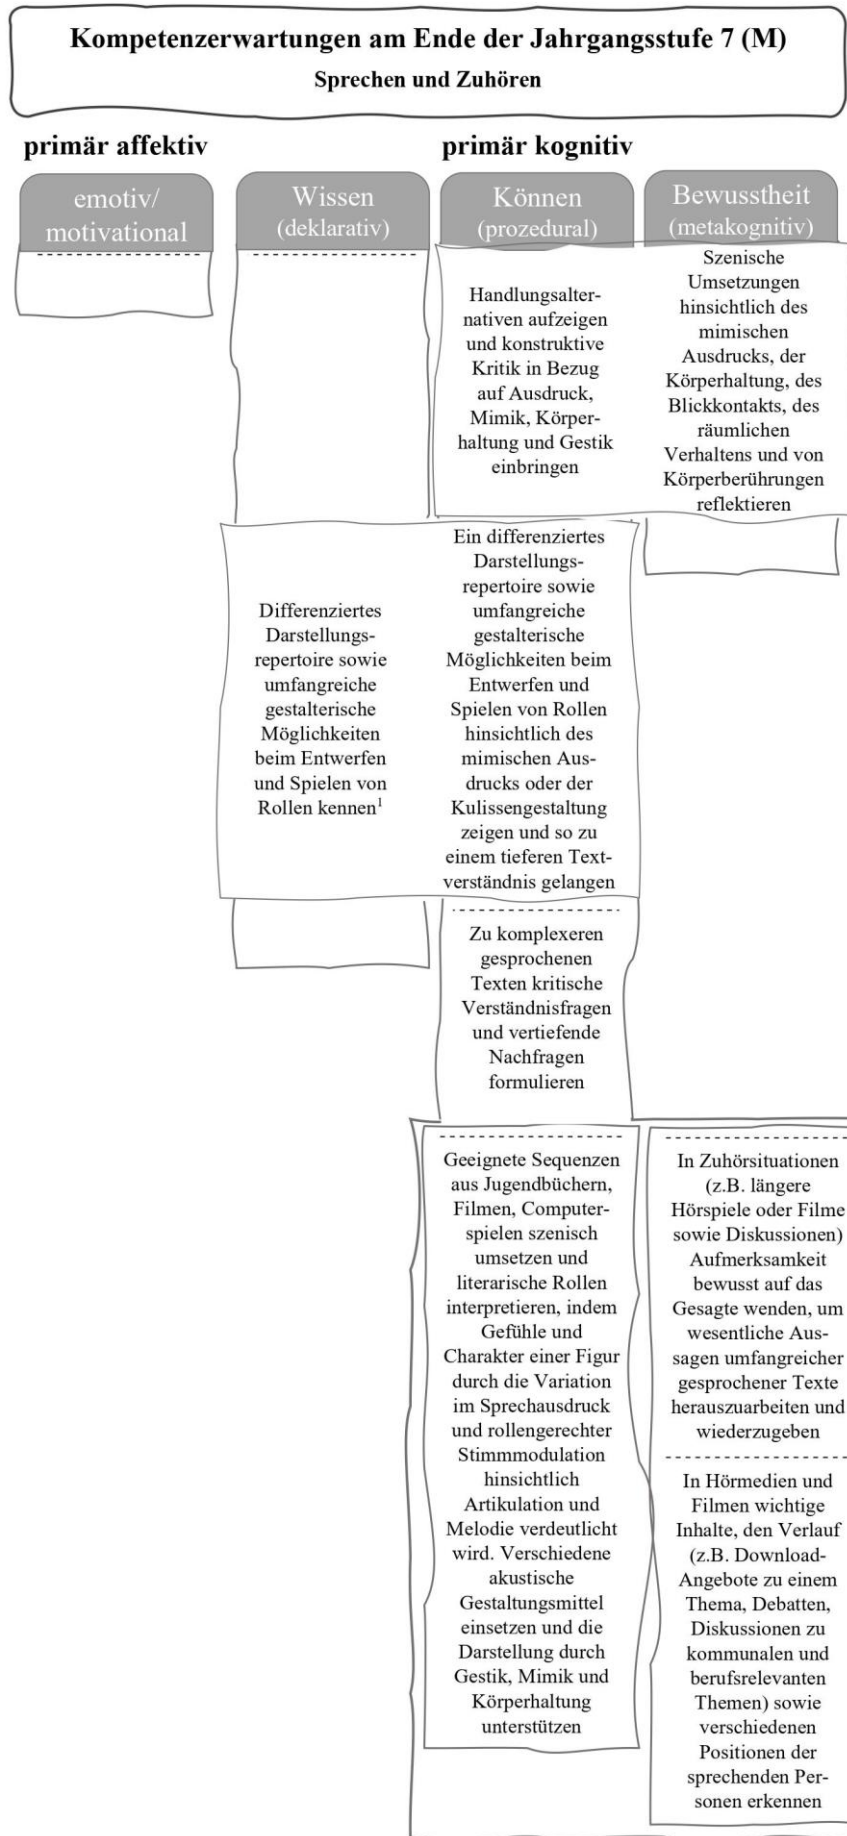 Kompetenzerwartungen am Ende der Jahrgangsstufe 7 (M)
Sprechen und Zuhören
primär affektiv
primär kognitiv
emotiv/
motivational
Wissen
(deklarativ)
Können
(prozedural)
Bewusstheit
(metakognitiv)
Handlungsalter-
nativen aufzeigen
und konstruktive
Kritik in Bezug
auf Ausdruck,
Mimik, Körper-
haltung und Gestik
einbringen
Szenische
Umsetzungen
hinsichtlich des
mimischen
Ausdrucks, der
Körperhaltung, des
Blickkontakts, des
räumlichen
Verhaltens und von
Körperberührungen
reflektieren
Differenziertes
Darstellungs-
repertoire sowie
umfangreiche
gestalterische
Möglichkeiten
beim Entwerfen
und Spielen von
Rollen kennen¹
Ein differenziertes
Darstellungs-
repertoire sowie
umfangreiche
gestalterische
Möglichkeiten beim
Entwerfen und
Spielen von Rollen
hinsichtlich des
mimischen Aus-
drucks oder der
Kulissengestaltung
zeigen und so zu
einem tieferen Text-
verständnis gelangen
Zu komplexeren
gesprochenen
Texten kritische
Verständnisfragen
und vertiefende
Nachfragen
formulieren
Geeignete Sequenzen
aus Jugendbüchern,
Filmen, Computer-
spielen szenisch
umsetzen und
literarische Rollen
interpretieren, indem
Gefühle und
Charakter einer Figur
durch die Variation
im Sprechausdruck
und rollengerechter
Stimmmodulation
hinsichtlich
Artikulation und
Melodie verdeutlicht
wird. Verschiedene
akustische
Gestaltungsmittel
einsetzen und die
Darstellung durch
Gestik, Mimik und
Körperhaltung
unterstützen
In Zuhörsituationen
(z.B. längere
Hörspiele oder Filme
sowie Diskussionen)
Aufmerksamkeit
bewusst auf das
Gesagte wenden, um
wesentliche Aus-
sagen umfangreicher
gesprochener Texte
herauszuarbeiten und
wiederzugeben
In Hörmedien und
Filmen wichtige
Inhalte, den Verlauf
(z.B. Download-
Angebote zu einem
Thema, Debatten,
Diskussionen zu
kommunalen und
berufsrelevanten
Themen) sowie
verschiedenen
Positionen der
sprechenden Per-
sonen erkennen